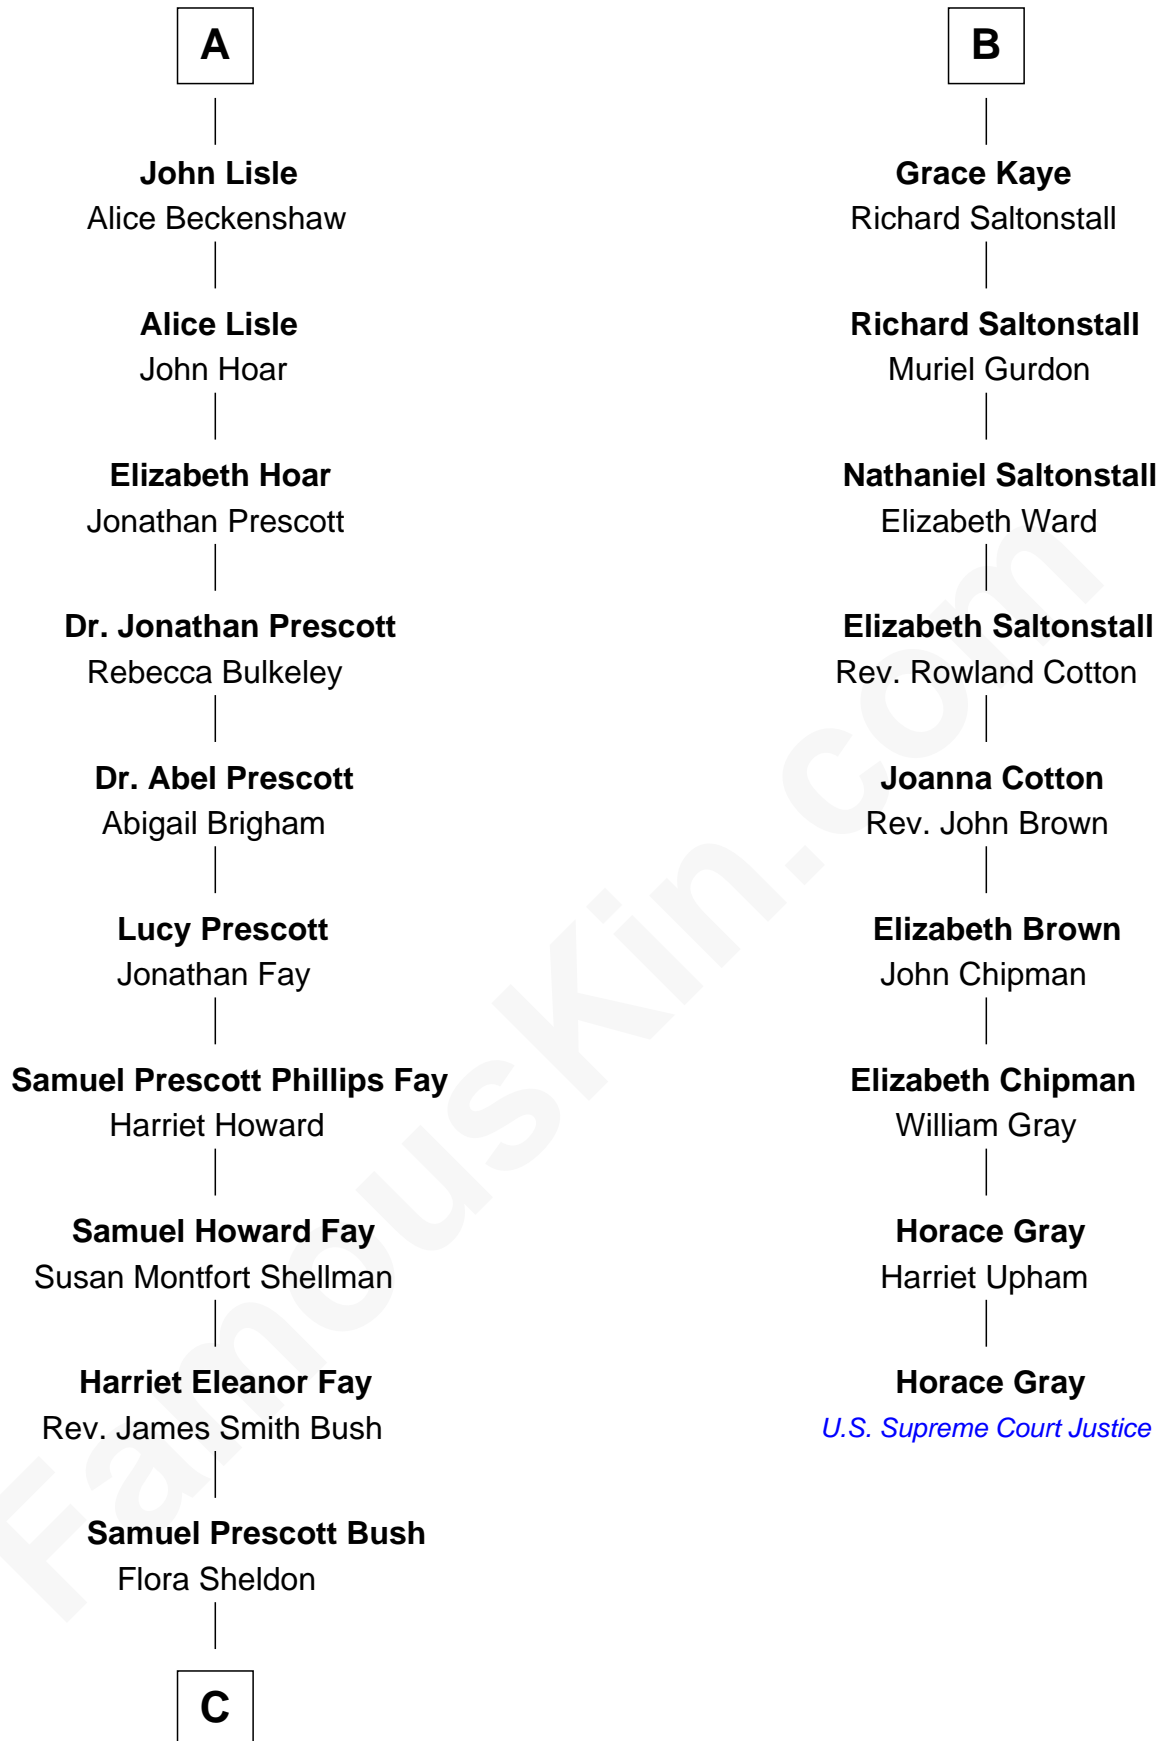 A
John Lisle
Alice Beckenshaw
Alice Lisle
John Hoar
Elizabeth Hoar
Jonathan Prescott
Dr. Jonathan Prescott
Rebecca Bulkeley
Dr. Abel Prescott
Abigail Brigham
Lucy Prescott
Jonathan Fay
Samuel Prescott Phillips Fay
Harriet Howard
Samuel Howard Fay
Susan Montfort Shellman
Harriet Eleanor Fay
Rev. James Smith Bush
Samuel Prescott Bush
Flora Sheldon
C
B
Grace Kaye
Richard Saltonstall
Richard Saltonstall
Muriel Gurdon
Nathaniel Saltonstall
Elizabeth Ward
Elizabeth Saltonstall
Rev. Rowland Cotton
Joanna Cotton
Rev. John Brown
Elizabeth Brown
John Chipman
Elizabeth Chipman
William Gray
Horace Gray
Harriet Upham
Horace Gray
U.S. Supreme Court Justice
FamousKin.com